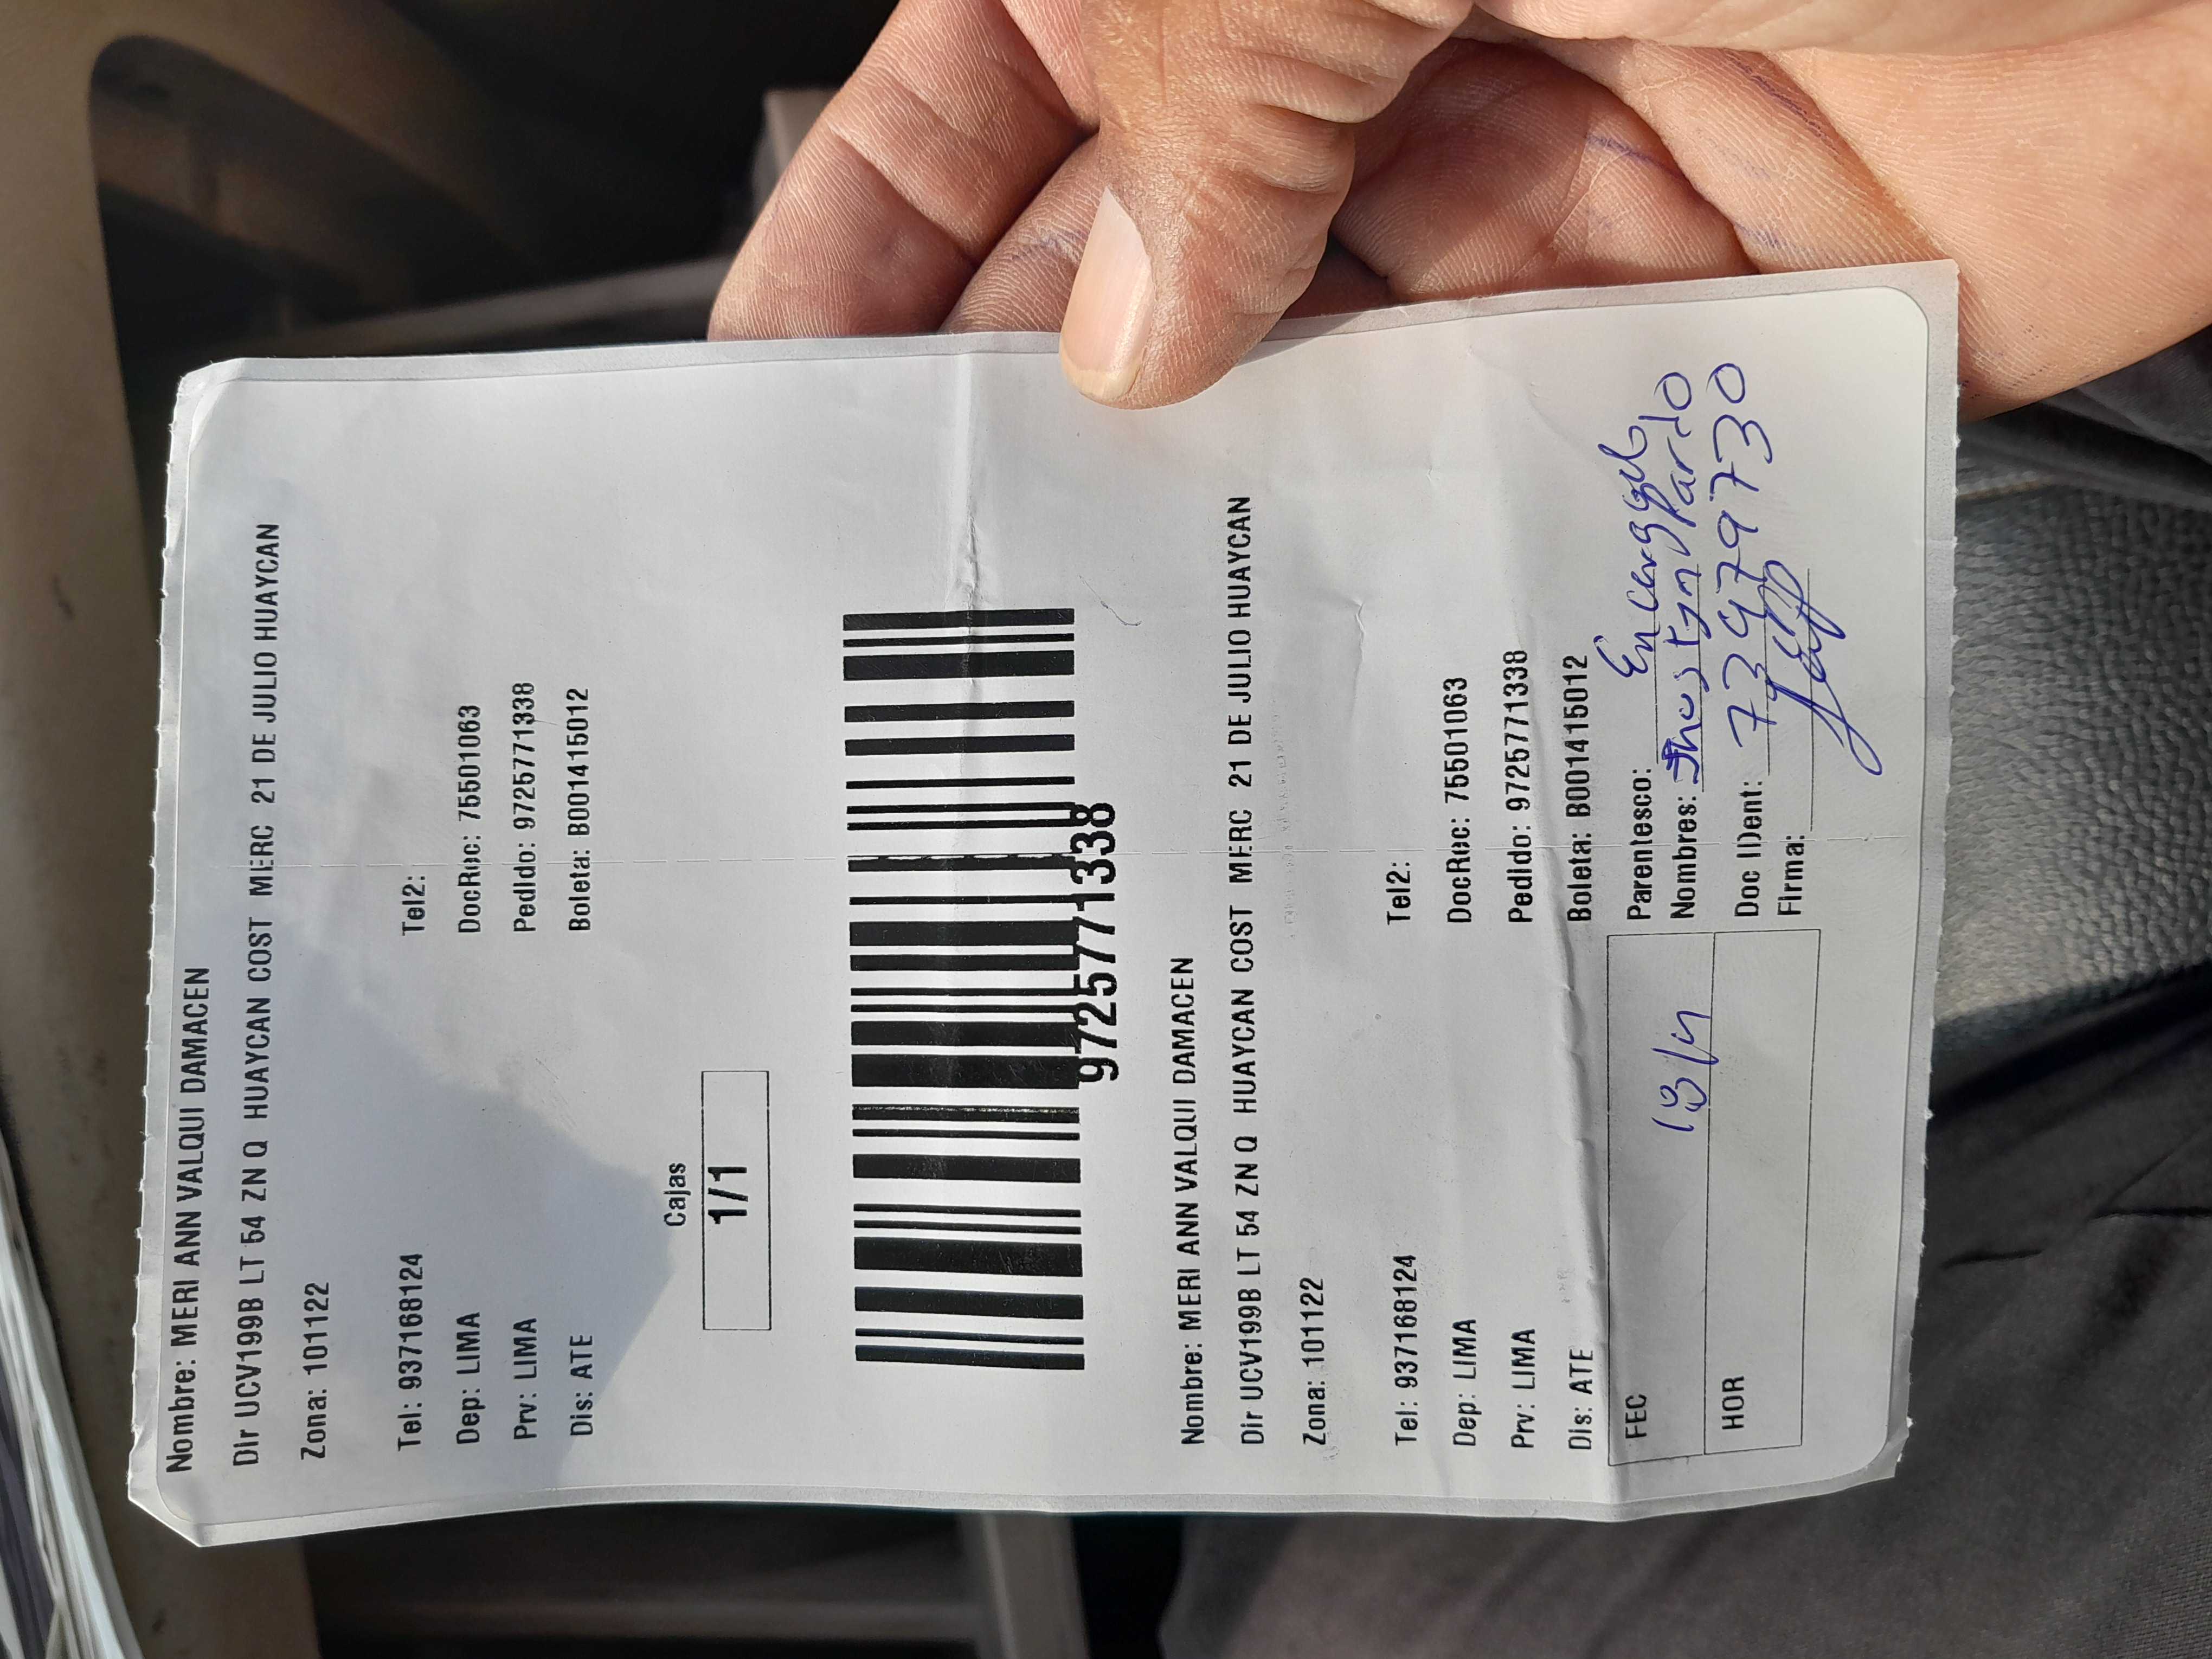 Nombre: MERI ANN VALQUI DAMACEN
Dir UCV199B LT 54 ZN Q HUAYCAN COST MERC 21 DE JULIO HUAYCAN
Zona: 101122
Tel: 937168124 Tel2:
Dep: LIMA DocRec: 75501063
Prv: LIMA Pedido: 9725771338
Dis: ATE Boleta: B001415012
Cajas
1/1
9725771338
Nombre: MERI ANN VALQUI DAMACEN
Dir UCV199B LT 54 ZN Q HUAYCAN COST MERC 21 DE JULIO HUAYCAN
Zona: 101122
Tel: 937168124 Tel2:
Dep: LIMA DocRec: 75501063
Prv: LIMA Pedido: 9725771338
Dis: ATE Boleta: B001415012
FEC Parentesco: Encargado
Nombres: Jhostyn Pardo
HOR Doc IDent: 73979730
Firma: